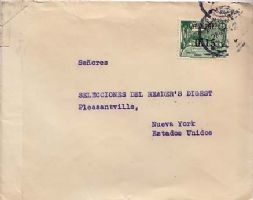 Señores
SELECCIONES DEL READER'S DIGEST
Pleasantville,
Nueva York
Estados Unidos